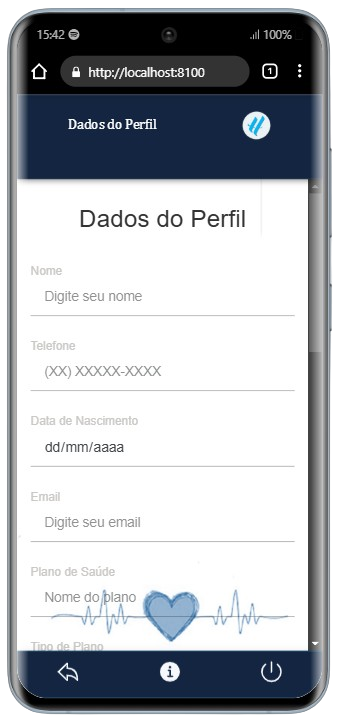 15:42
100%
http://localhost:8100
1
Dados do Perfil
Dados do Perfil
Nome
Digite seu nome
Telefone
(XX) XXXXX-XXXX
Data de Nascimento
dd/mm/aaaa
Email
Digite seu email
Plano de Saúde
Nome do plano
Tipo de Plano